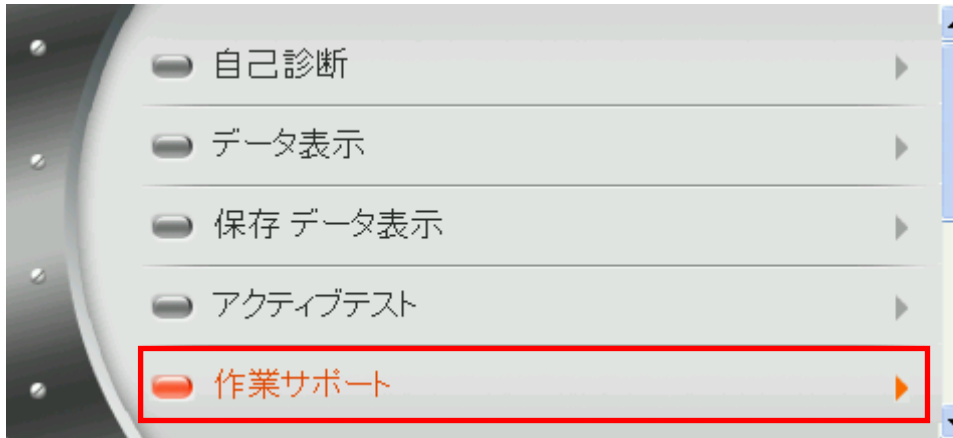 自己診断
データ表示
保存 データ表示
アクティブテスト
作業サポート